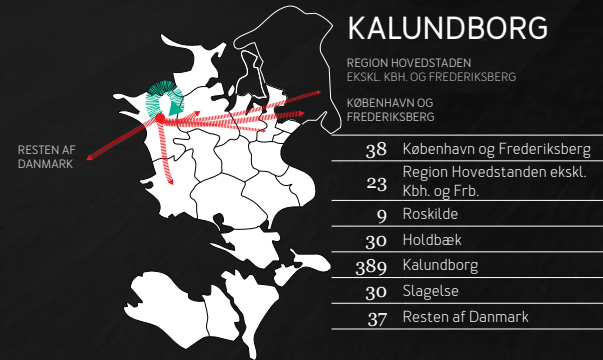 KALUNDBORG
REGION HOVEDSTADEN
EKSKL. KBH. OG FREDERIKSBERG
KØBENHAVN OG
FREDERIKSBERG
RESTEN AF
DANMARK
38 København og Frederiksberg
23 Region Hovedstanden ekskl.
Kbh. og Frb.
9 Roskilde
30 Holdbæk
389 Kalundborg
30 Slagelse
37 Resten af Danmark